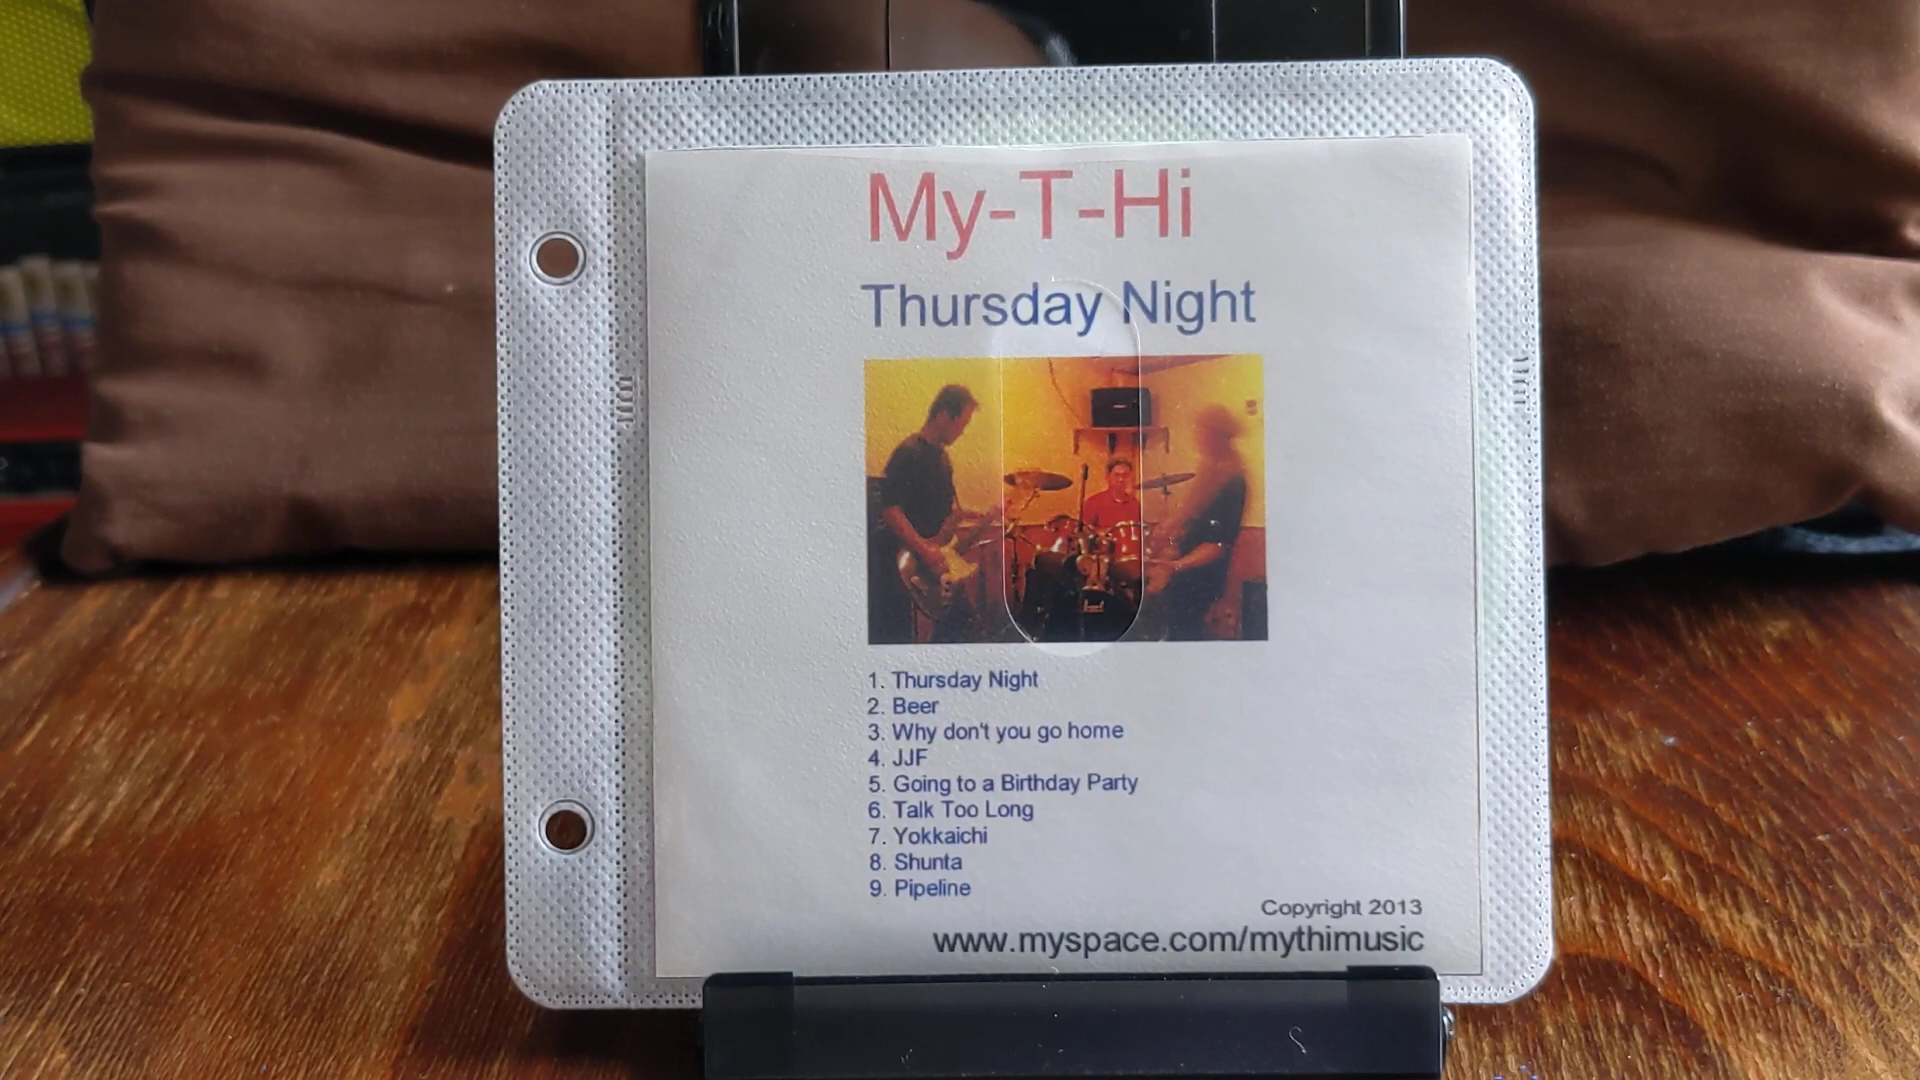 My-T-Hi
Thursday Night
1. Thursday Night
2. Beer
3. Why don't you go home
4. JJF
5. Going to a Birthday Party
6. Talk Too Long
7. Yokkaichi
8. Shunta
9. Pipeline
Copyright 2013
www.myspace.com/mythimusic